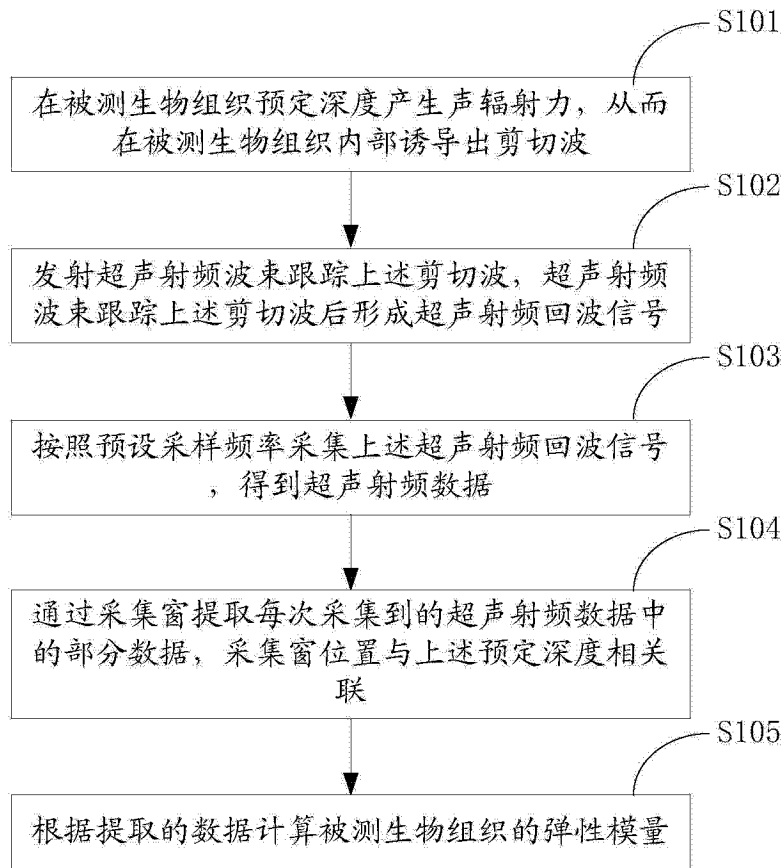 S101
在被测生物组织预定深度产生声辐射力，从而
在被测生物组织内部诱导出剪切波
S102
发射超声射频波束跟踪上述剪切波，超声射频
波束跟踪上述剪切波后形成超声射频回波信号
S103
按照预设采样频率采集上述超声射频回波信号
，得到超声射频数据
S104
通过采集窗提取每次采集到的超声射频数据中
的部分数据，采集窗位置与上述预定深度相关
联
S105
根据提取的数据计算被测生物组织的弹性模量